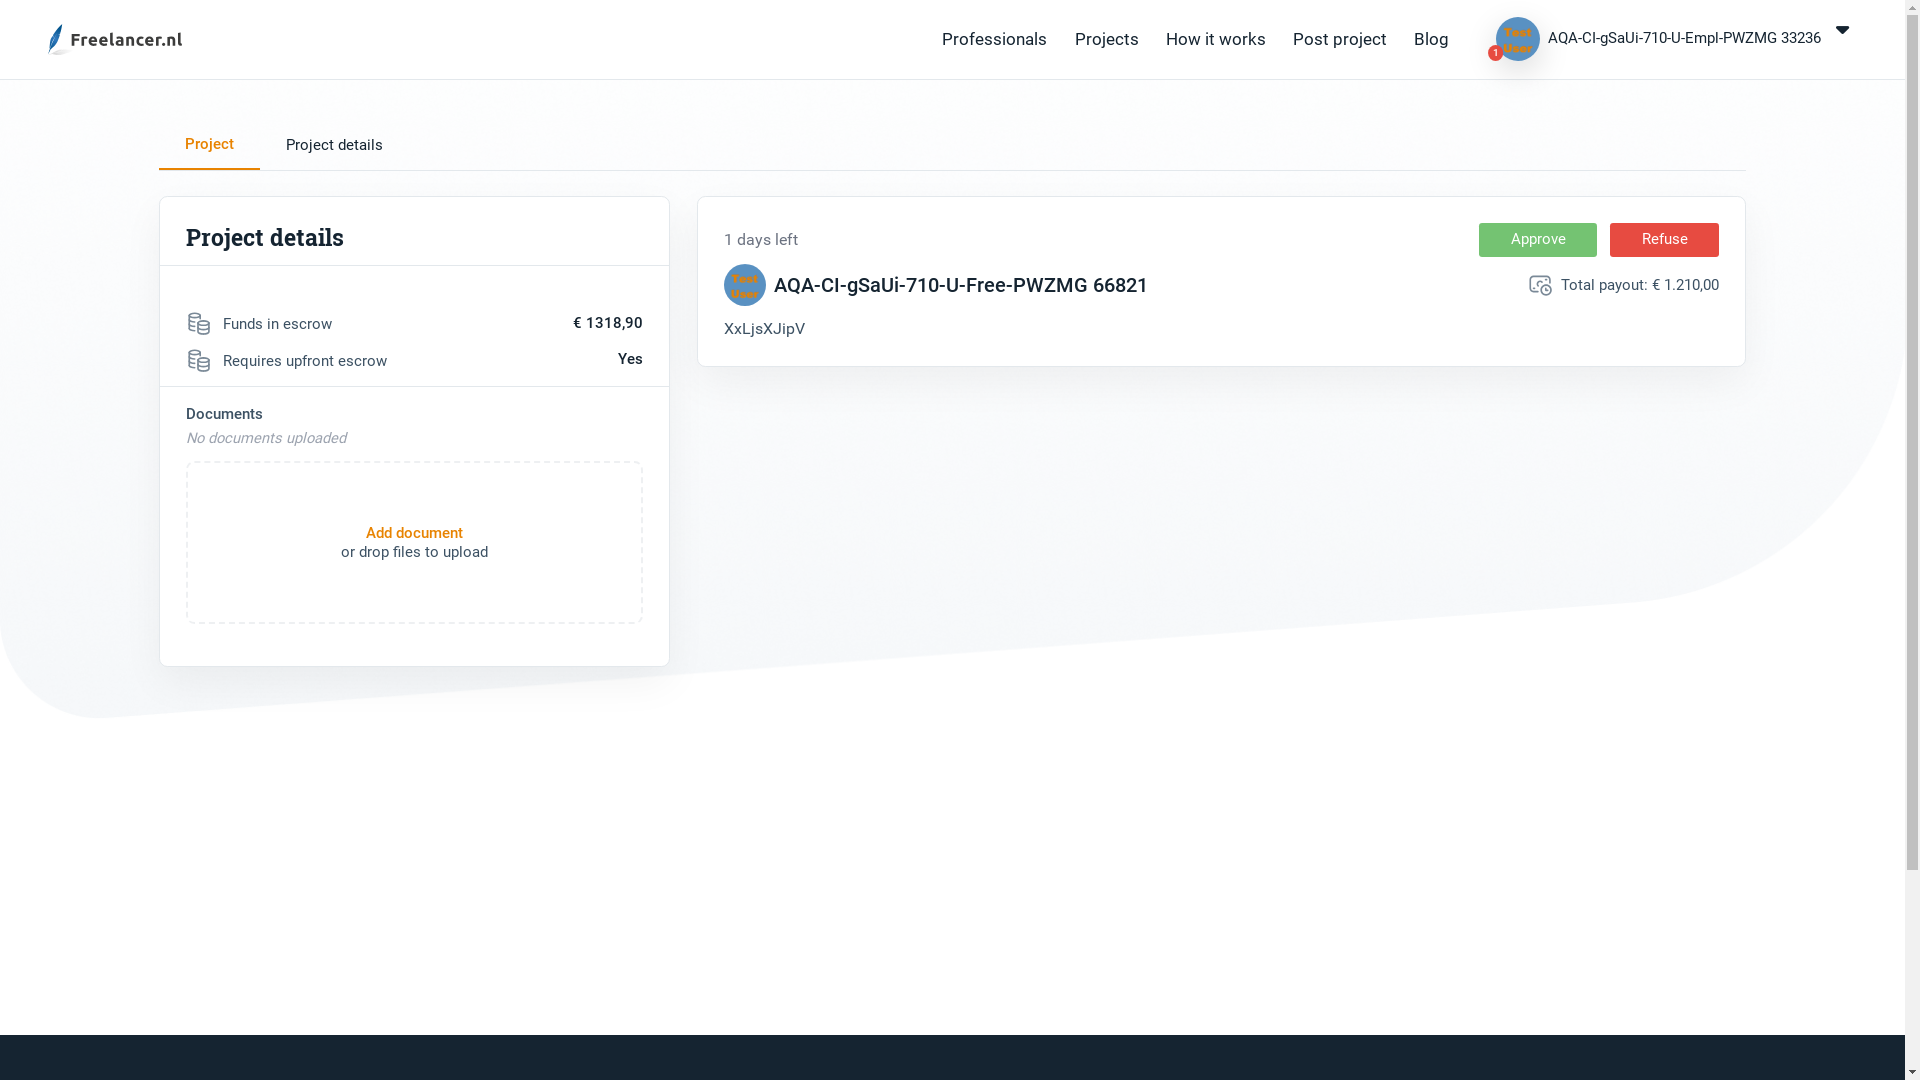 Freelancer.nl
Professionals
Projects
How it works
Post project
Blog
Test
User
1
AQA-CI-gSaUi-710-U-Empl-PWZMG 33236
Project
Project details
Project details
Funds in escrow
€ 1318,90
Requires upfront escrow
Yes
Documents
No documents uploaded
Add document
or drop files to upload
1 days left
Approve
Refuse
Test
User
AQA-CI-gSaUi-710-U-Free-PWZMG 66821
Total payout: € 1.210,00
XxLjsXJipV